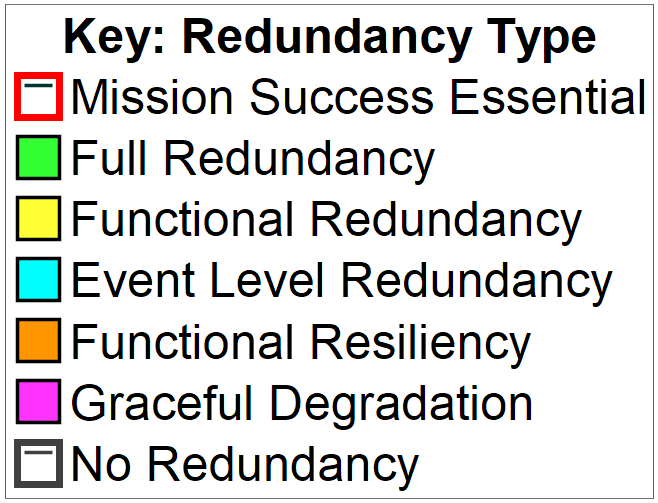 Key: Redundancy Type
Mission Success Essential
Full Redundancy
Functional Redundancy
Event Level Redundancy
Functional Resiliency
Graceful Degradation
No Redundancy